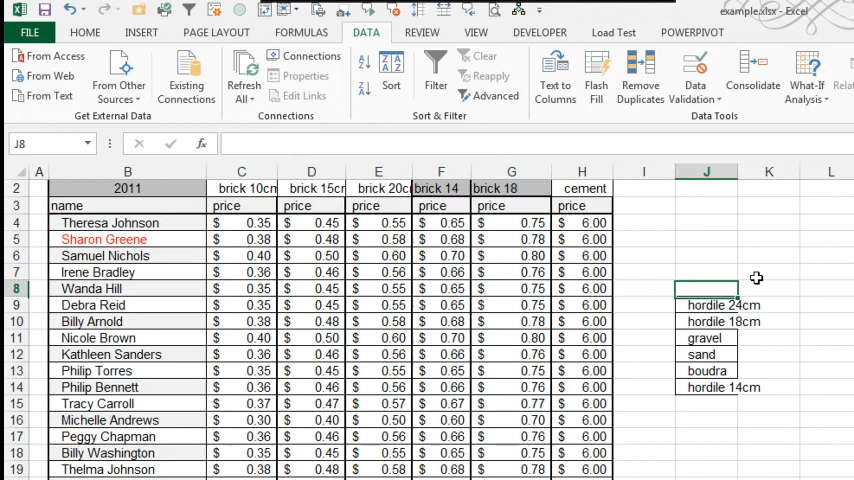 example.xlsx - Excel
FILE HOME INSERT PAGE LAYOUT FORMULAS DATA REVIEW VIEW DEVELOPER Load Test POWERPIVOT
From Access
From Web
From Text
From Other Sources
Existing Connections
Get External Data
Refresh All
Connections
Properties
Edit Links
Connections
Sort
Filter
Clear
Reapply
Advanced
Sort & Filter
Text to Columns
Flash Fill
Remove Duplicates
Data Validation
Consolidate
What-If Analysis
Data Tools
J8 fx
A B C D E F G H I J K L
2 2011 brick 10cm brick 15cm brick 20cm brick 14 brick 18 cement
3 name price price price price price price
4 Theresa Johnson $ 0.35 $ 0.45 $ 0.55 $ 0.65 $ 0.75 $ 6.00
5 Sharon Greene $ 0.38 $ 0.48 $ 0.58 $ 0.68 $ 0.78 $ 6.00
6 Samuel Nichols $ 0.40 $ 0.50 $ 0.60 $ 0.70 $ 0.80 $ 6.00
7 Irene Bradley $ 0.36 $ 0.46 $ 0.56 $ 0.66 $ 0.76 $ 6.00
8 Wanda Hill $ 0.35 $ 0.45 $ 0.55 $ 0.65 $ 0.75 $ 6.00
9 Debra Reid $ 0.35 $ 0.45 $ 0.55 $ 0.65 $ 0.75 $ 6.00 hordile 24cm
10 Billy Arnold $ 0.38 $ 0.48 $ 0.58 $ 0.68 $ 0.78 $ 6.00 hordile 18cm
11 Nicole Brown $ 0.40 $ 0.50 $ 0.60 $ 0.70 $ 0.80 $ 6.00 gravel
12 Kathleen Sanders $ 0.36 $ 0.46 $ 0.56 $ 0.66 $ 0.76 $ 6.00 sand
13 Philip Torres $ 0.35 $ 0.45 $ 0.55 $ 0.65 $ 0.75 $ 6.00 boudra
14 Philip Bennett $ 0.36 $ 0.46 $ 0.56 $ 0.66 $ 0.76 $ 6.00 hordile 14cm
15 Tracy Carroll $ 0.37 $ 0.47 $ 0.57 $ 0.67 $ 0.77 $ 6.00
16 Michelle Andrews $ 0.30 $ 0.40 $ 0.50 $ 0.60 $ 0.70 $ 6.00
17 Peggy Chapman $ 0.36 $ 0.46 $ 0.56 $ 0.66 $ 0.76 $ 6.00
18 Billy Washington $ 0.35 $ 0.45 $ 0.55 $ 0.65 $ 0.75 $ 6.00
19 Thelma Johnson $ 0.38 $ 0.48 $ 0.58 $ 0.68 $ 0.78 $ 6.00